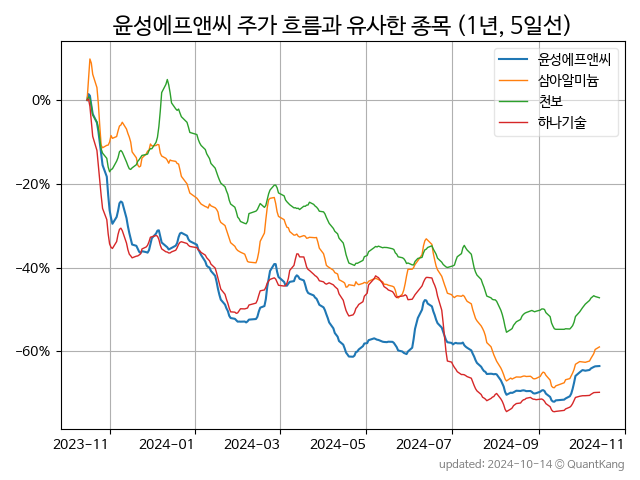 윤성에프앤씨 주가 흐름과 유사한 종목 (1년, 5일선)
윤성에프앤씨
삼아알미늄
천보
하나기술
0%
−20%
−40%
−60%
2023-11 2024-01 2024-03 2024-05 2024-07 2024-09 2024-11
updated: 2024-10-14 © QuantKang